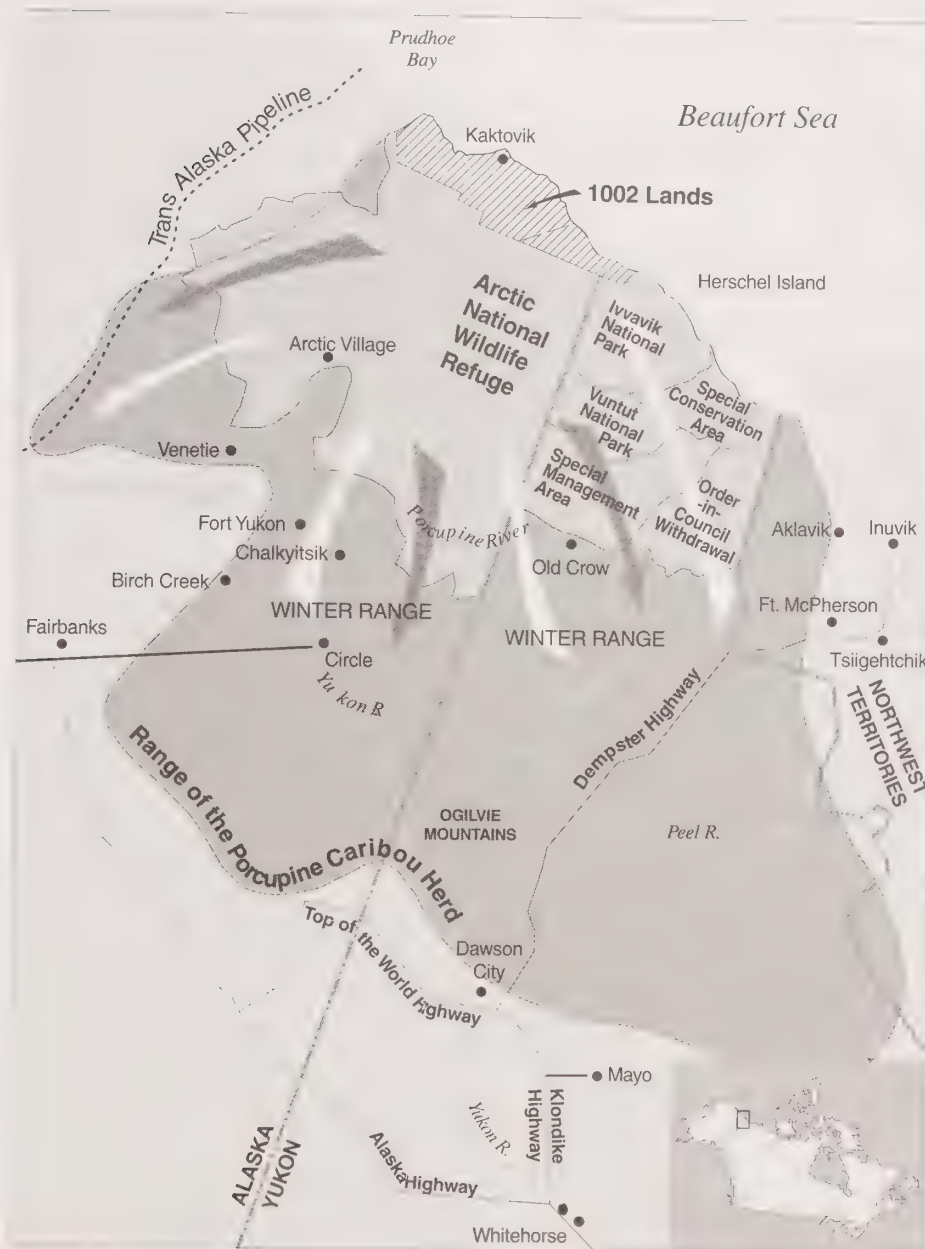 Prudhoe
Bay
Beaufort Sea
Trans Alaska Pipeline
Kaktovik
1002 Lands
Herschel Island
Arctic
National
Wildlife
Refuge
Ivvavik
National
Park
Arctic Village
Vuntut
National
Park
Special
Conservation
Area
Venetie
Special
Management
Area
Order
-in-
Council
Withdrawal
Fort Yukon
Porcupine River
Aklavik
Inuvik
Chalkyitsik
Old Crow
Birch Creek
WINTER RANGE
WINTER RANGE
Ft. McPherson
Fairbanks
Circle
Tsiigehtchik
Yukon R.
Dempster Highway
NORTHWEST
TERRITORIES
Range of the Porcupine Caribou Herd
OGILVIE
MOUNTAINS
Peel R.
Top of the World Hghway
Dawson
City
Mayo
Klondike
Highway
Yukon R.
Alaska Highway
ALASKA
YUKON
Whitehorse